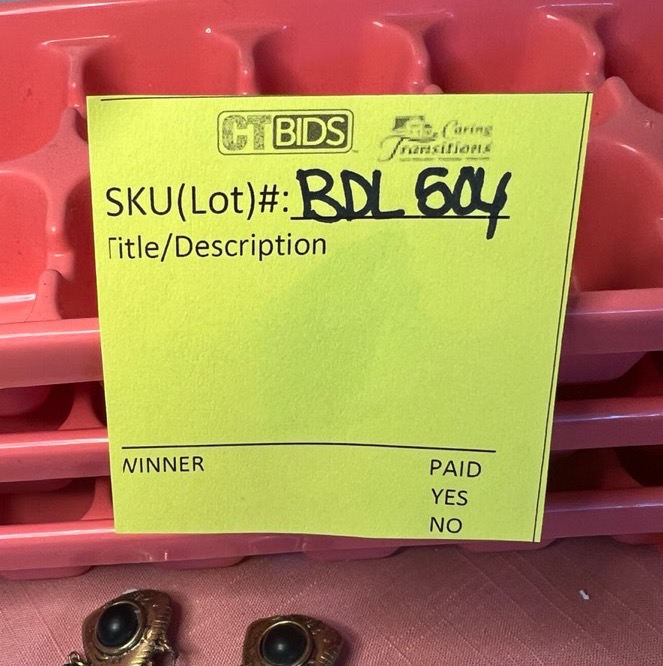 CTBIDS
Caring
Transitions
SKU(Lot)#: BDL 604
Title/Description
WINNER PAID
YES
NO